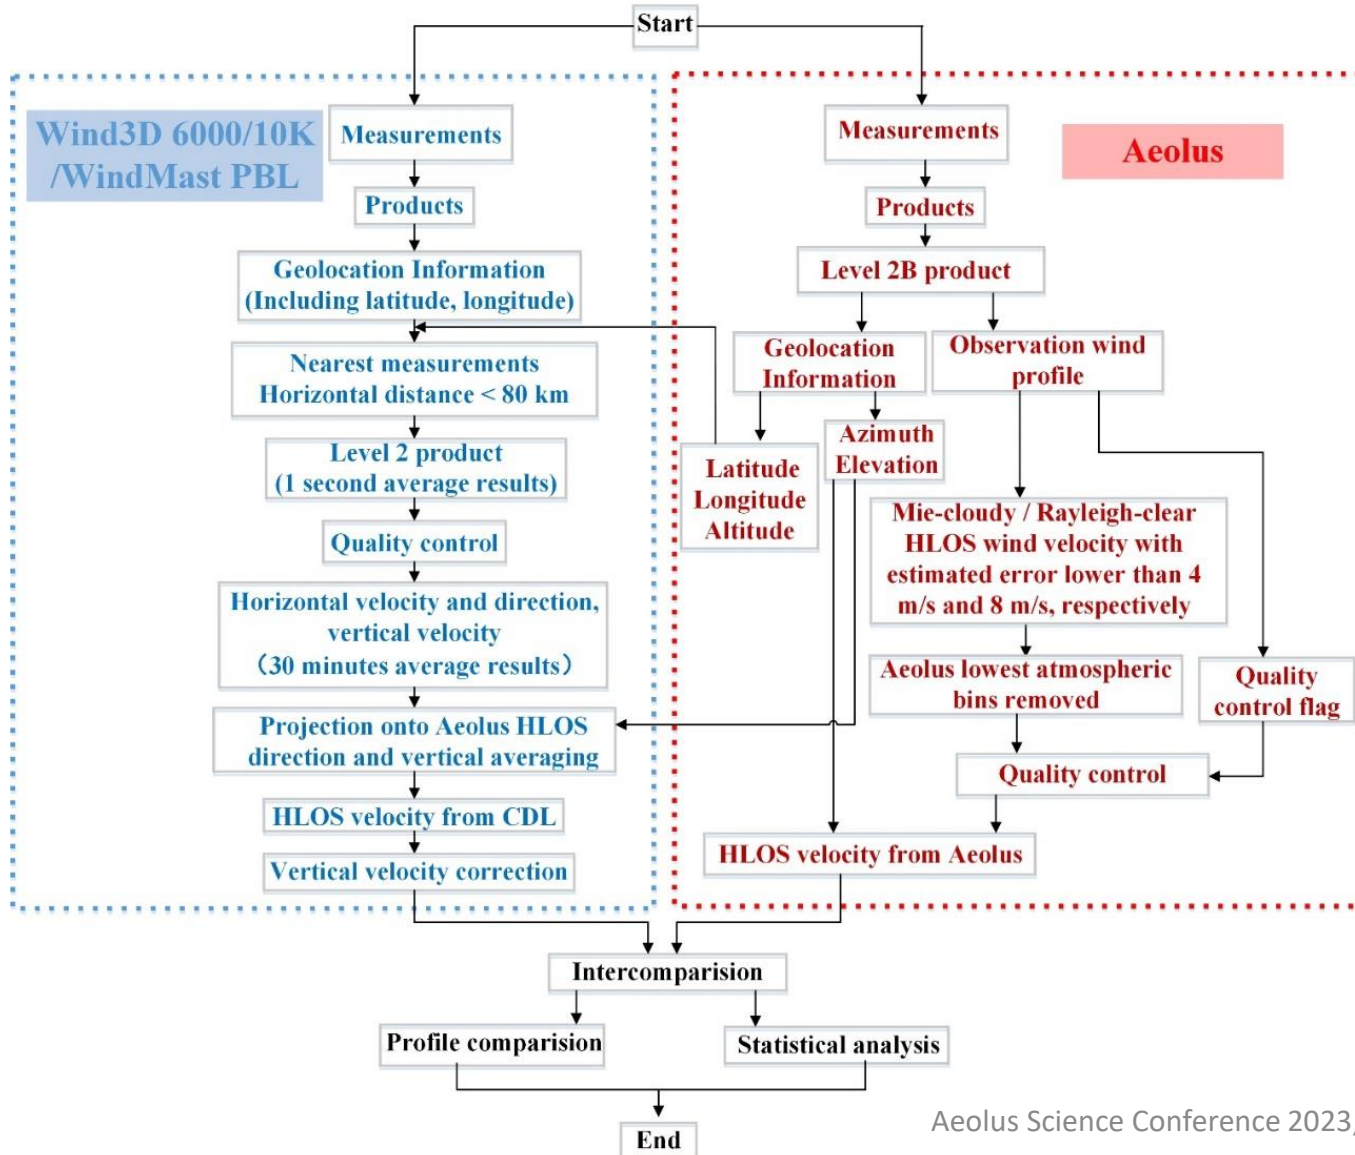 Start
Wind3D 6000/10K
/WindMast PBL
Measurements
Products
Geolocation Information
(Including latitude, longitude)
Nearest measurements
Horizontal distance < 80 km
Level 2 product
(1 second average results)
Quality control
Horizontal velocity and direction,
vertical velocity
（30 minutes average results）
Projection onto Aeolus HLOS
direction and vertical averaging
HLOS velocity from CDL
Vertical velocity correction
Aeolus
Measurements
Products
Level 2B product
Geolocation
Information
Observation wind
profile
Latitude
Longitude
Altitude
Azimuth
Elevation
Mie-cloudy / Rayleigh-clear
HLOS wind velocity with
estimated error lower than 4
m/s and 8 m/s, respectively
Aeolus lowest atmospheric
bins removed
Quality
control flag
Quality control
HLOS velocity from Aeolus
Intercomparision
Profile comparision
Statistical analysis
End
Aeolus Science Conference 2023,